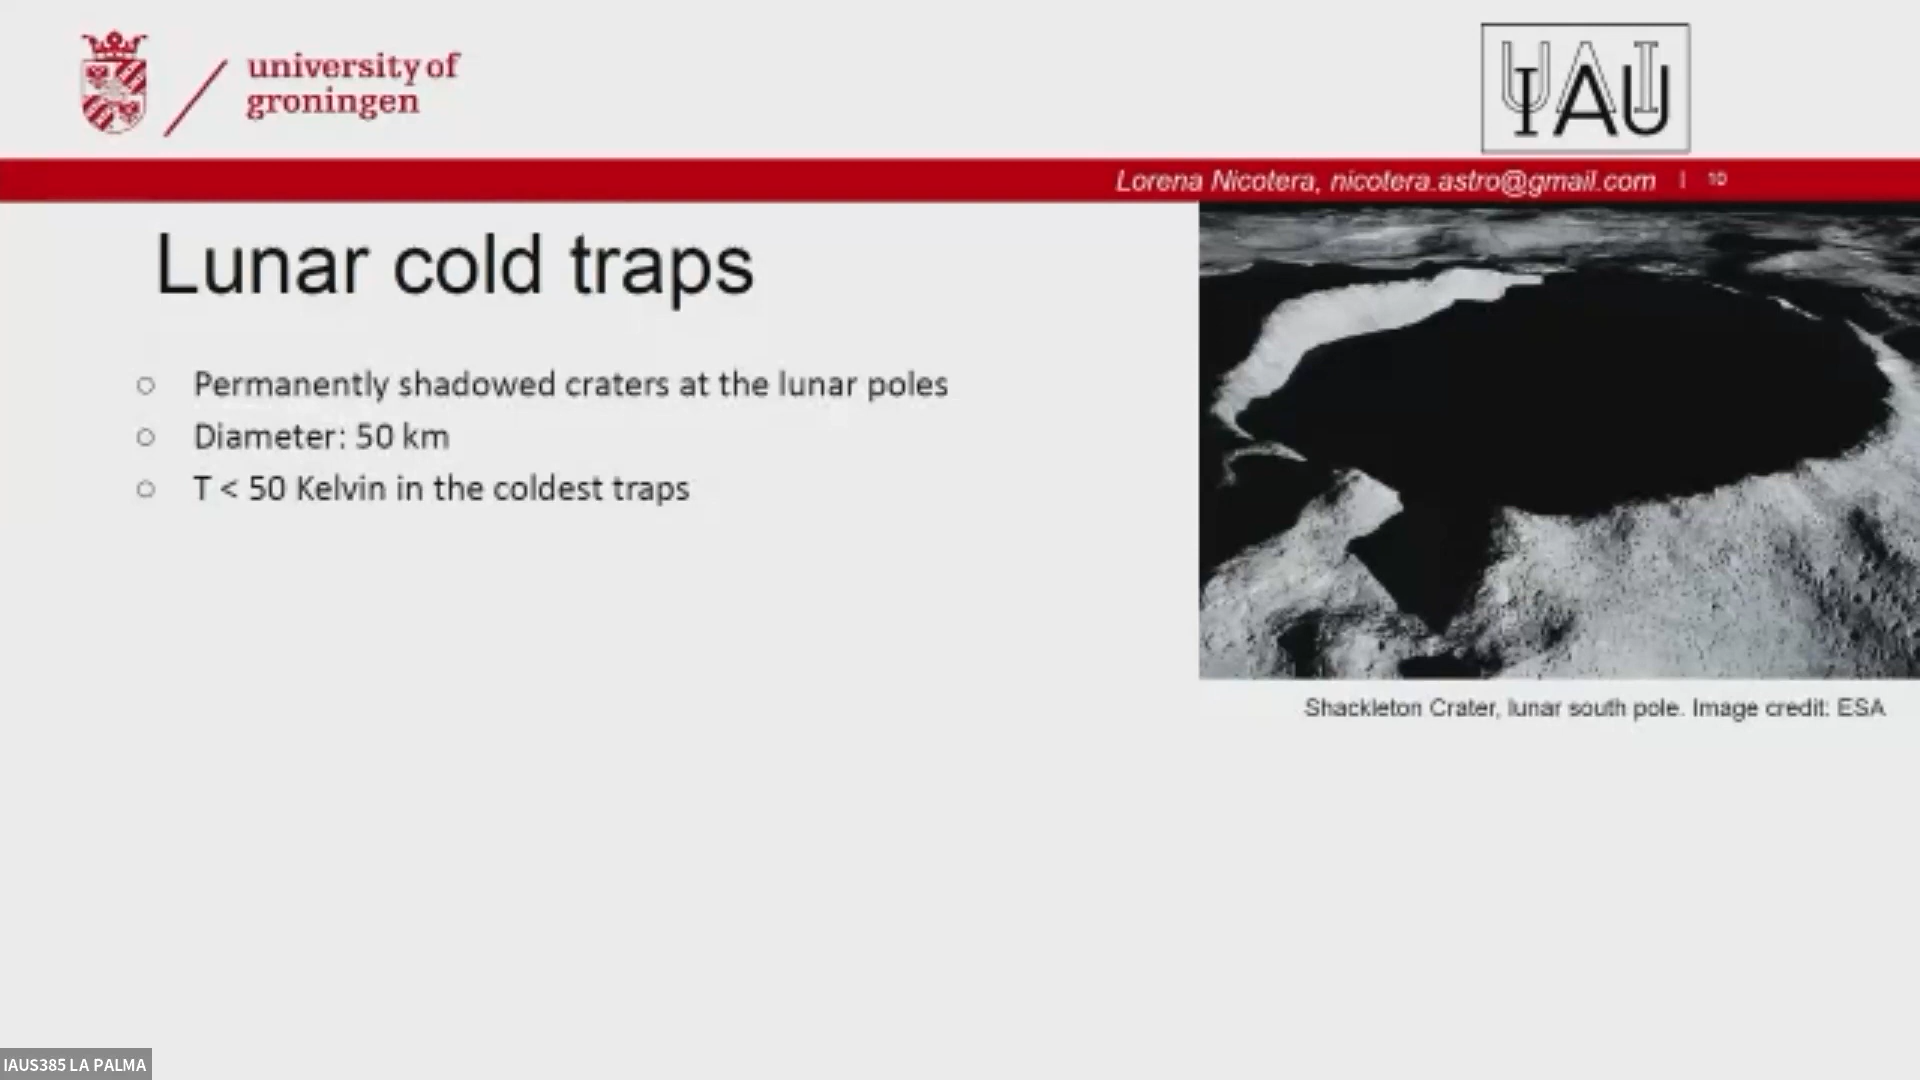 university of
groningen
IAU
Lorena Nicotera, nicotera.astro@gmail.com | 10
Lunar cold traps
○ Permanently shadowed craters at the lunar poles
○ Diameter: 50 km
○ T < 50 Kelvin in the coldest traps
Shackleton Crater, lunar south pole. Image credit: ESA
IAUS385 LA PALMA